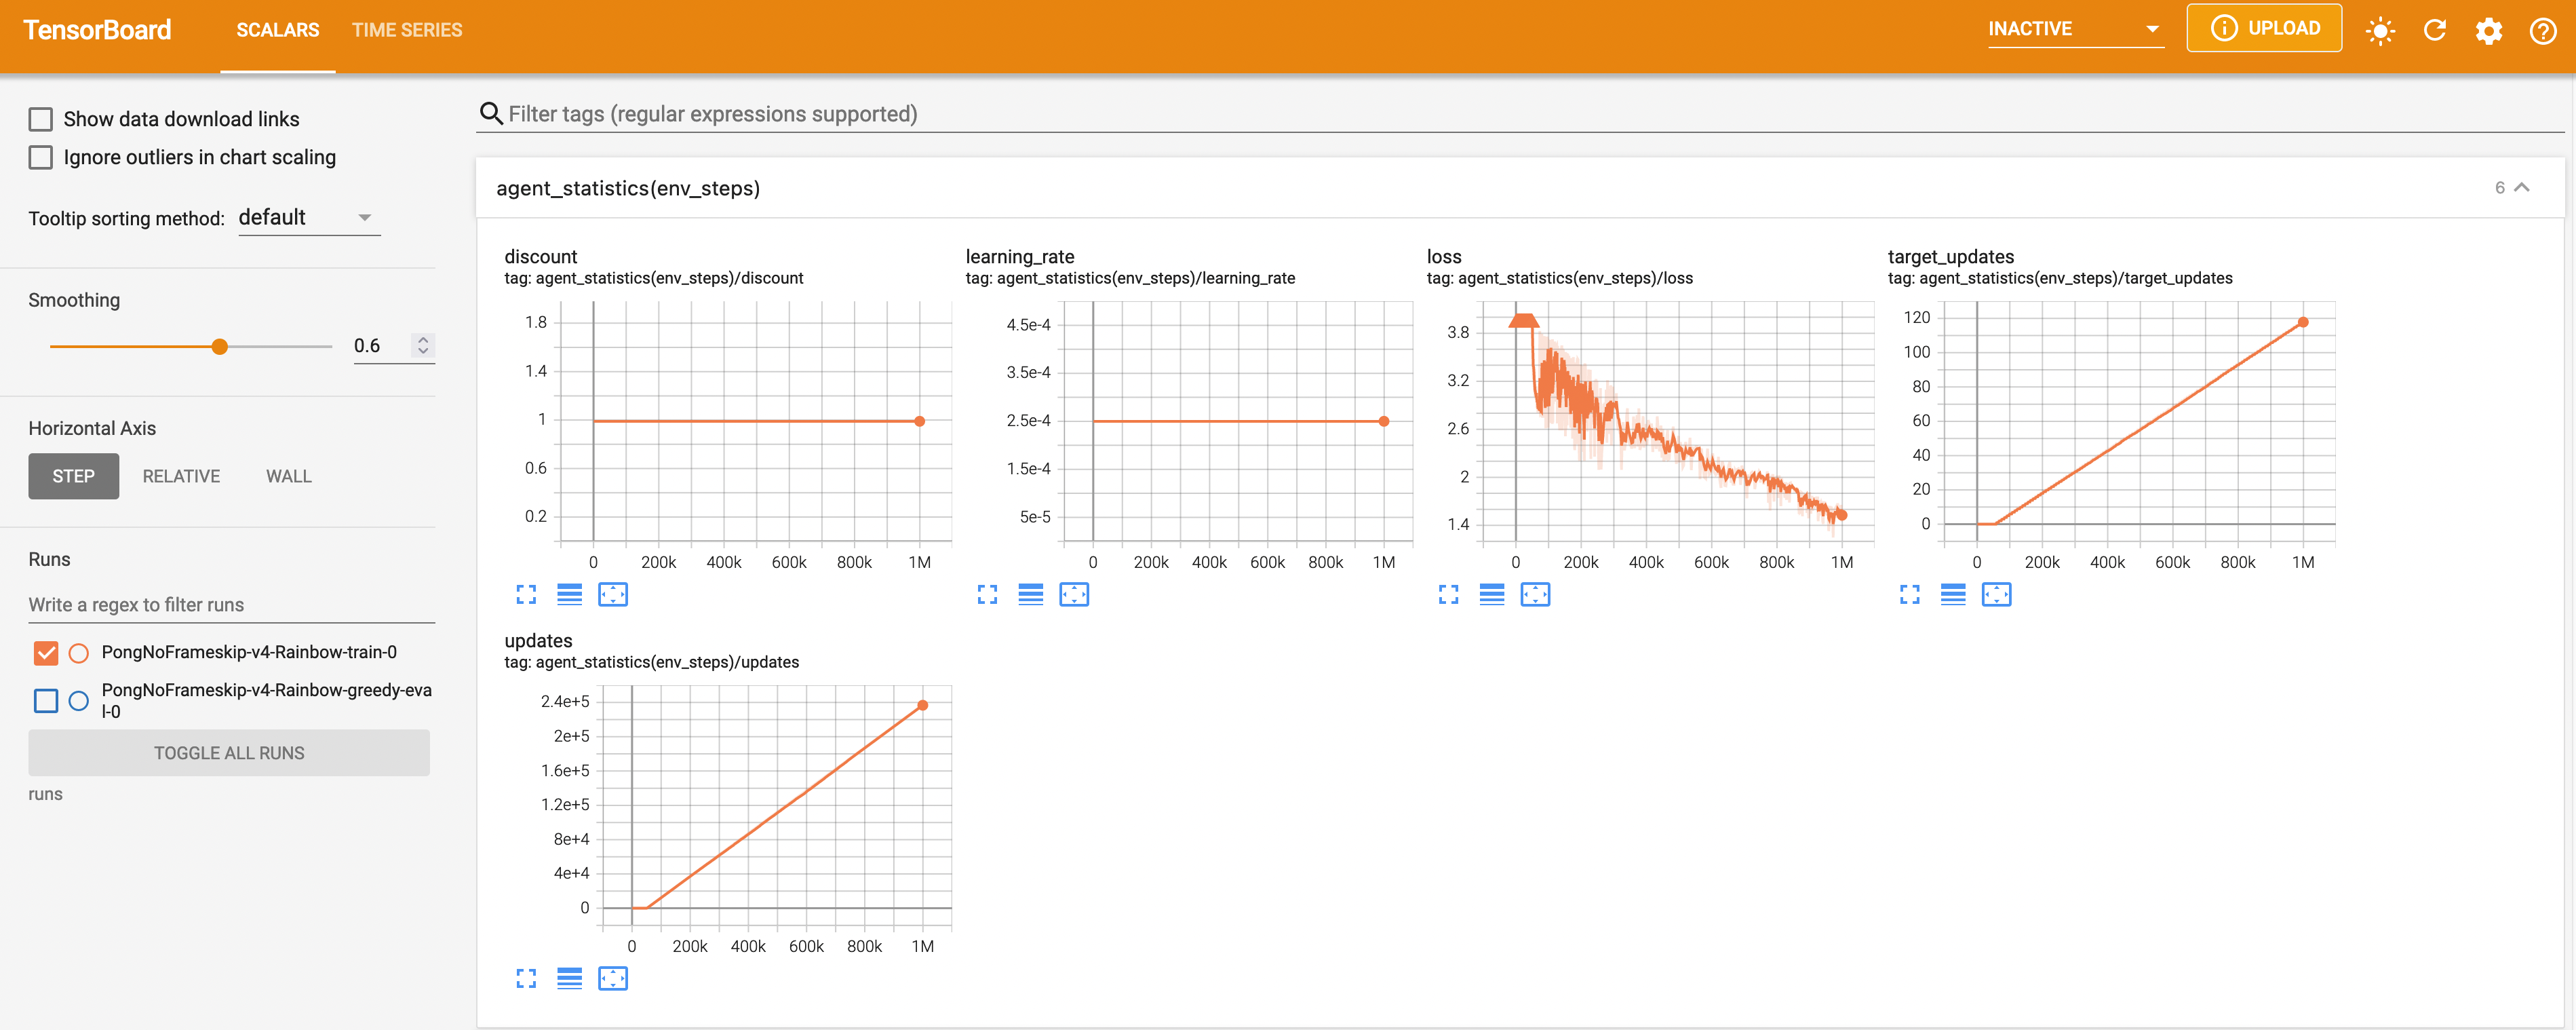 TensorBoard
SCALARS
TIME SERIES
INACTIVE
UPLOAD
Show data download links
Ignore outliers in chart scaling
Tooltip sorting method: default
Smoothing
0.6
Horizontal Axis
STEP RELATIVE WALL
Runs
Write a regex to filter runs
PongNoFrameskip-v4-Rainbow-train-0
PongNoFrameskip-v4-Rainbow-greedy-eva
l-0
TOGGLE ALL RUNS
runs
Filter tags (regular expressions supported)
agent_statistics(env_steps)
6
discount
tag: agent_statistics(env_steps)/discount
1.8
1.4
1
0.6
0.2
0 200k 400k 600k 800k 1M
learning_rate
tag: agent_statistics(env_steps)/learning_rate
4.5e-4
3.5e-4
2.5e-4
1.5e-4
5e-5
0 200k 400k 600k 800k 1M
loss
tag: agent_statistics(env_steps)/loss
3.8
3.2
2.6
2
1.4
0 200k 400k 600k 800k 1M
target_updates
tag: agent_statistics(env_steps)/target_updates
120
100
80
60
40
20
0
0 200k 400k 600k 800k 1M
updates
tag: agent_statistics(env_steps)/updates
2.4e+5
2e+5
1.6e+5
1.2e+5
8e+4
4e+4
0
0 200k 400k 600k 800k 1M